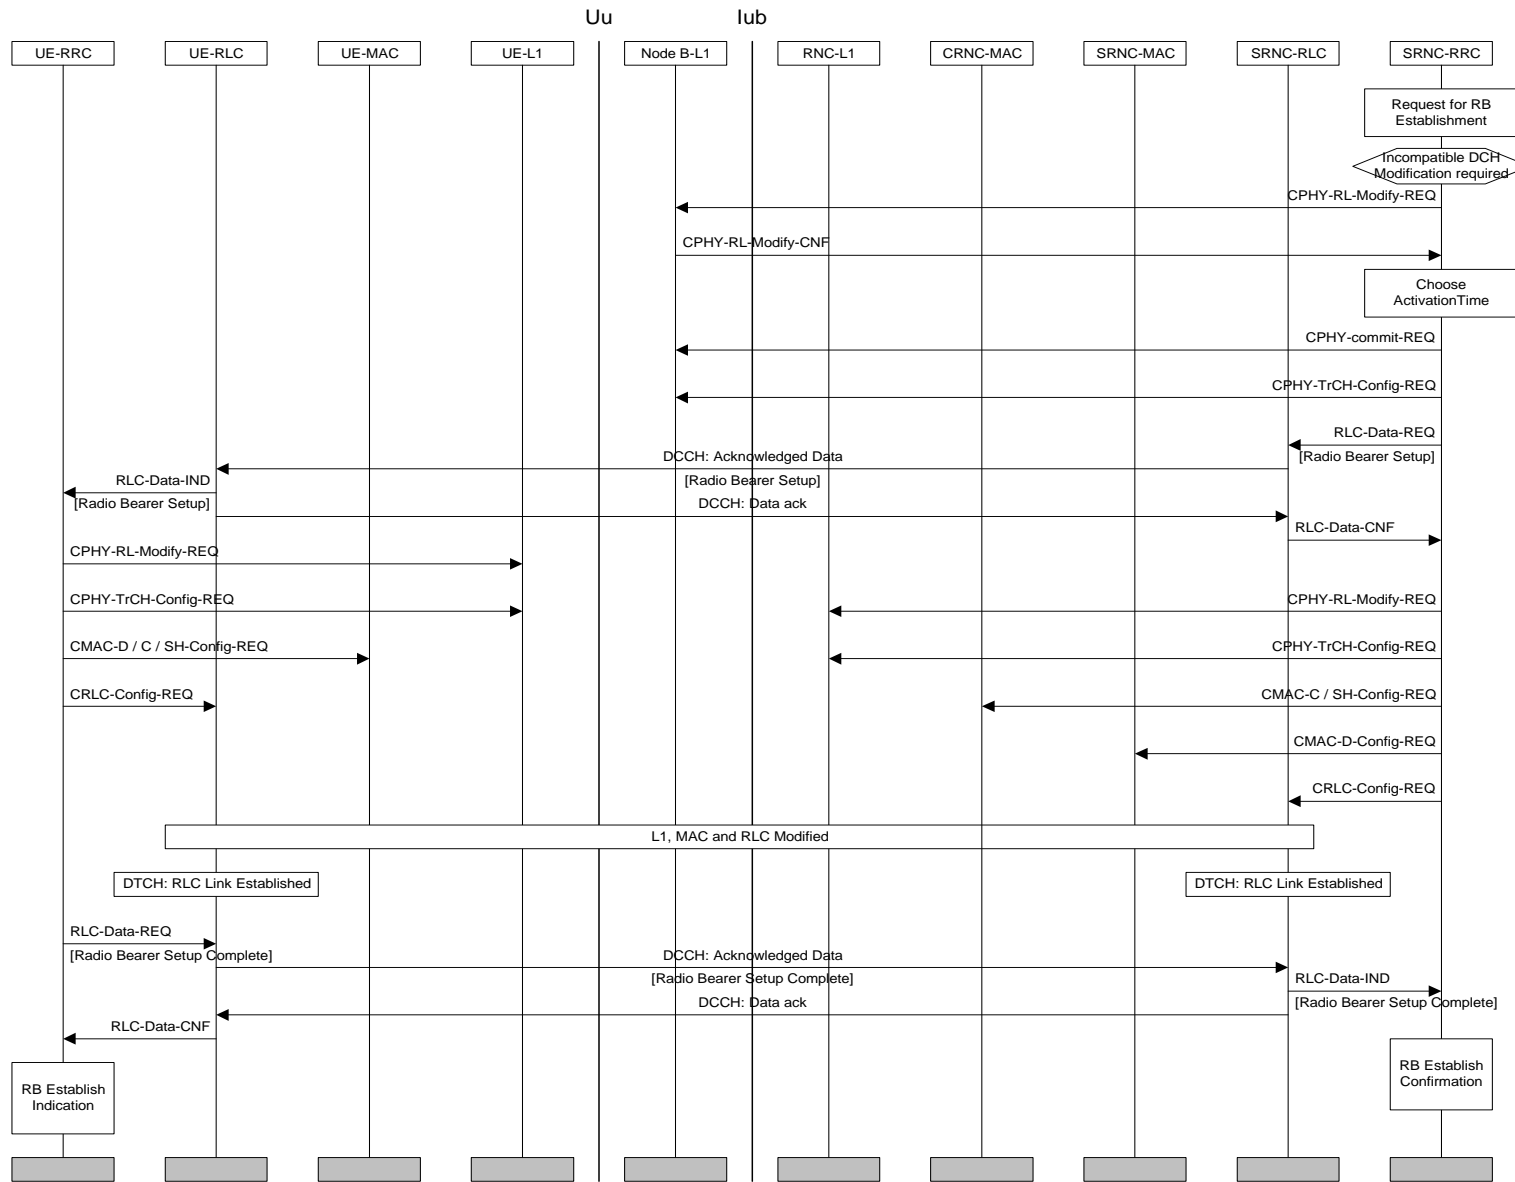 Uu
Iub
UE-RRC
UE-RLC
UE-MAC
UE-L1
Node B-L1
RNC-L1
CRNC-MAC
SRNC-MAC
SRNC-RLC
SRNC-RRC
Request for RB
Establishment
Incompatible DCH
Modification required
CPHY-RL-Modify-REQ
CPHY-RL-Modify-CNF
Choose
ActivationTime
CPHY-commit-REQ
CPHY-TrCH-Config-REQ
RLC-Data-REQ
[Radio Bearer Setup]
DCCH: Acknowledged Data
[Radio Bearer Setup]
RLC-Data-IND
[Radio Bearer Setup]
DCCH: Data ack
RLC-Data-CNF
CPHY-RL-Modify-REQ
CPHY-TrCH-Config-REQ
CPHY-RL-Modify-REQ
CMAC-D / C / SH-Config-REQ
CPHY-TrCH-Config-REQ
CRLC-Config-REQ
CMAC-C / SH-Config-REQ
CMAC-D-Config-REQ
CRLC-Config-REQ
L1, MAC and RLC Modified
DTCH: RLC Link Established
DTCH: RLC Link Established
RLC-Data-REQ
[Radio Bearer Setup Complete]
DCCH: Acknowledged Data
[Radio Bearer Setup Complete]
RLC-Data-IND
[Radio Bearer Setup Complete]
DCCH: Data ack
RLC-Data-CNF
RB Establish
Indication
RB Establish
Confirmation